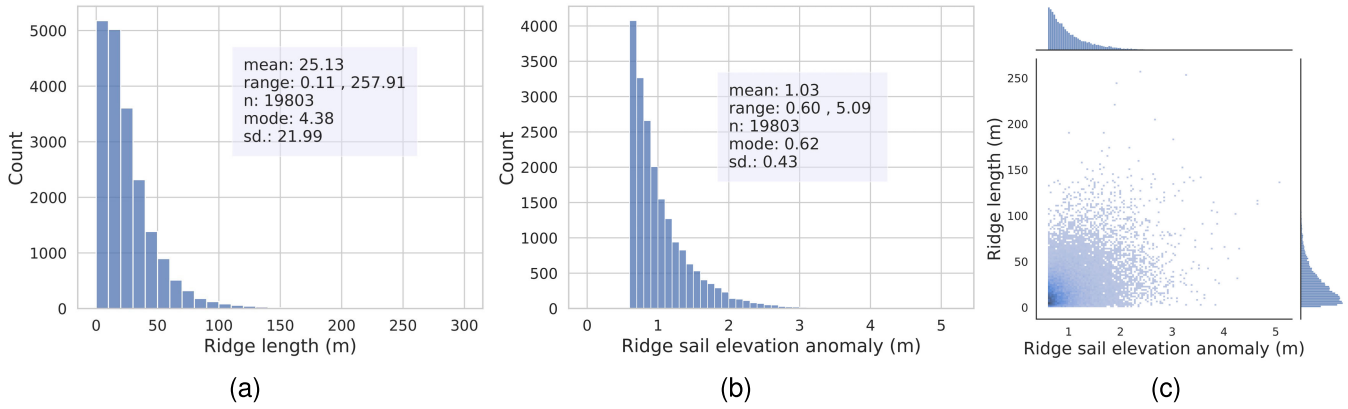 5000
4000
3000
2000
1000
0
Count
mean: 25.13
range: 0.11 , 257.91
n: 19803
mode: 4.38
sd.: 21.99
0 50 100 150 200 250 300
Ridge length (m)
(a)
4000
3500
3000
2500
2000
1500
1000
500
0
Count
mean: 1.03
range: 0.60 , 5.09
n: 19803
mode: 0.62
sd.: 0.43
0 1 2 3 4 5
Ridge sail elevation anomaly (m)
(b)
250
200
150
100
50
0
Ridge length (m)
1 2 3 4 5
Ridge sail elevation anomaly (m)
(c)